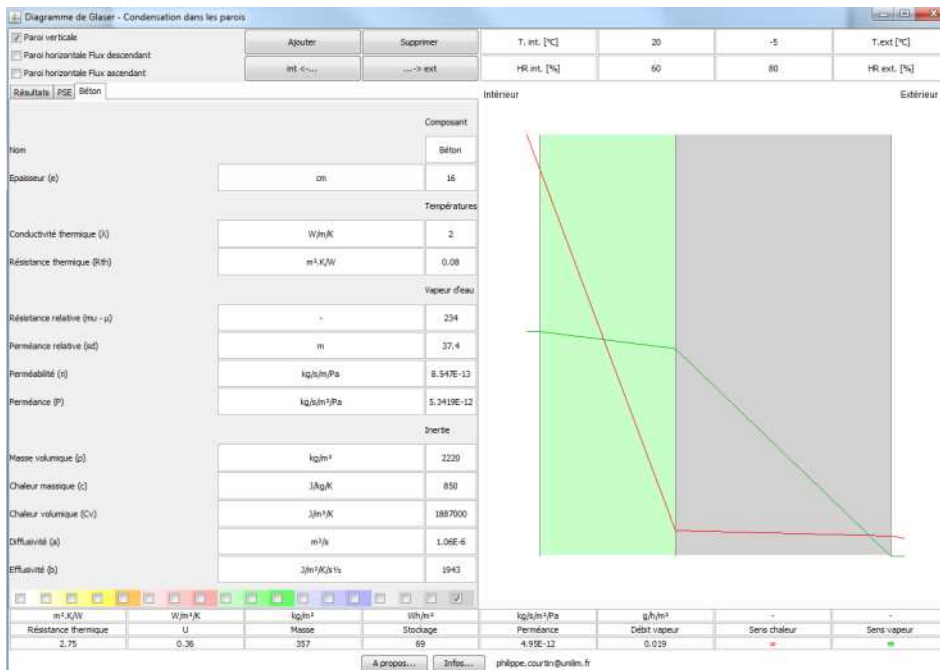 Diagramme de Glaser - Condensation dans les parois
Paroi verticale
Paroi horizontale Flux descendant
Paroi horizontale Flux ascendant
Ajouter
Supprimer
int <-...
...-> ext
T. int. [°C]
20
-5
T.ext [°C]
HR int. [%]
60
80
HR ext. [%]
Résultats
PSE
Béton
Intérieur
Extérieur
Composant
Nom
Béton
Epaisseur (e)
cm
16
Températures
Conductivité thermique (λ)
W/m/K
2
Résistance thermique (Rth)
m².K/W
0.08
Vapeur d'eau
Résistance relative (mu - μ)
-
234
Perméance relative (sd)
m
37.4
Perméabilité (π)
kg/s/m/Pa
8.547E-13
Perméance (P)
kg/s/m²/Pa
5.3419E-12
Inertie
Masse volumique (ρ)
kg/m³
2220
Chaleur massique (c)
J/kg/K
850
Chaleur volumique (Cv)
J/m³/K
1887000
Diffusivité (a)
m²/s
1.06E-6
Effusivité (b)
J/m²/K/s½
1943
m².K/W
W/m²/K
kg/m²
Wh/m²
kg/s/m²/Pa
g/h/m²
-
-
Résistance thermique
U
Masse
Stockage
Perméance
Débit vapeur
Sens chaleur
Sens vapeur
2.75
0.36
357
69
4.95E-12
0.019
A propos...
Infos...
philippe.courtin@unilim.fr